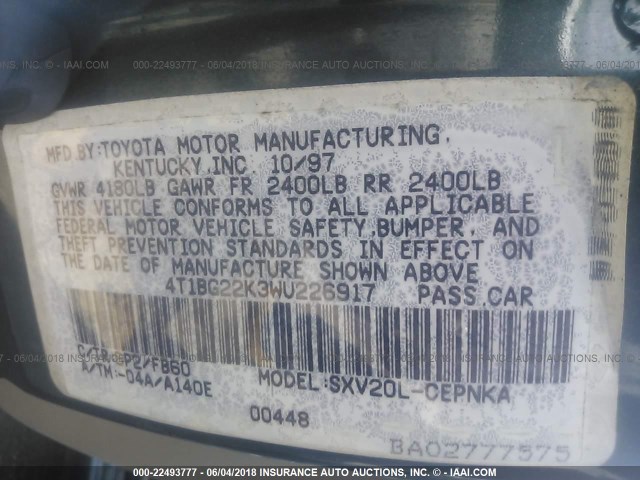 000-22493777 - 06/04/2018 INSURANCE AUTO AUCTIONS, INC. - © IAAI.COM
MFD BY:TOYOTA MOTOR MANUFACTURING,
KENTUCKY,INC. 10/97
GVWR 4180LB GAWR FR 2400LB RR 2400LB
THIS VEHICLE CONFORMS TO ALL APPLICABLE
FEDERAL MOTOR VEHICLE SAFETY,BUMPER, AND
THEFT PREVENTION STANDARDS IN EFFECT ON
THE DATE OF MANUFACTURE SHOWN ABOVE
4T1BG22K3WU226917 PASS.CAR
/FB60
A/TM:-04A/A140E MODEL:SXV20L-CEPNKA
00448
BA02777575
000-22493777 - 06/04/2018 INSURANCE AUTO AUCTIONS, INC.
- © IAAI.COM